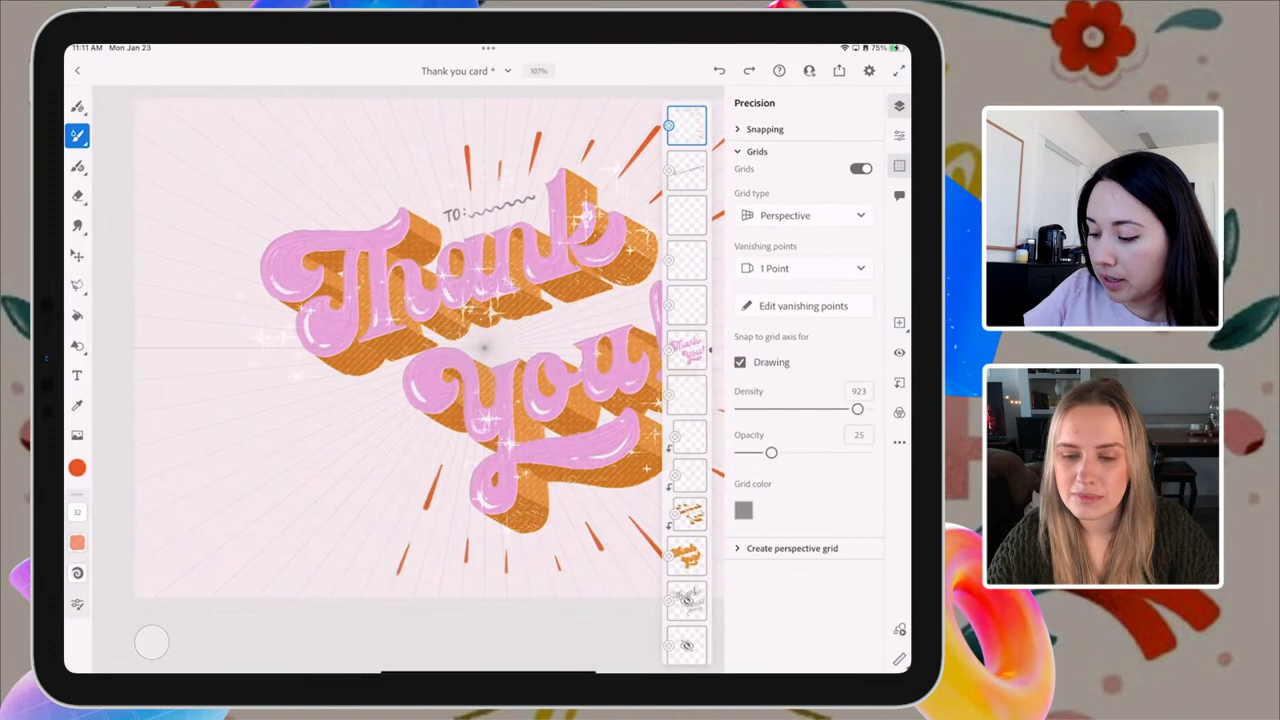 11:11 AM Mon Jan 23
75%
Thank you card *
107%
Precision
Snapping
Grids
Grids
Grid type
Perspective
Vanishing points
1 Point
Edit vanishing points
Snap to grid axis for
Drawing
Density
923
Opacity
25
Grid color
Create perspective grid
TO:
Thank
You
T
32
Thank
You!